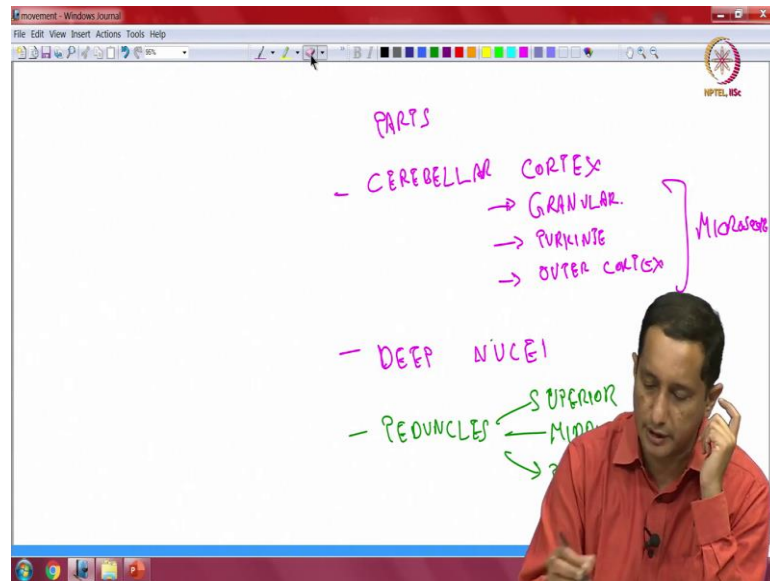 movement - Windows Journal
File Edit View Insert Actions Tools Help
95%
B I
NPTEL, IISc
PARTS
- CEREBELLAR CORTEX
→ GRANULAR.
→ PURKINJE
→ OUTER CORTEX
- DEEP NUCEI
- PEDUNCLES
SUPERIOR